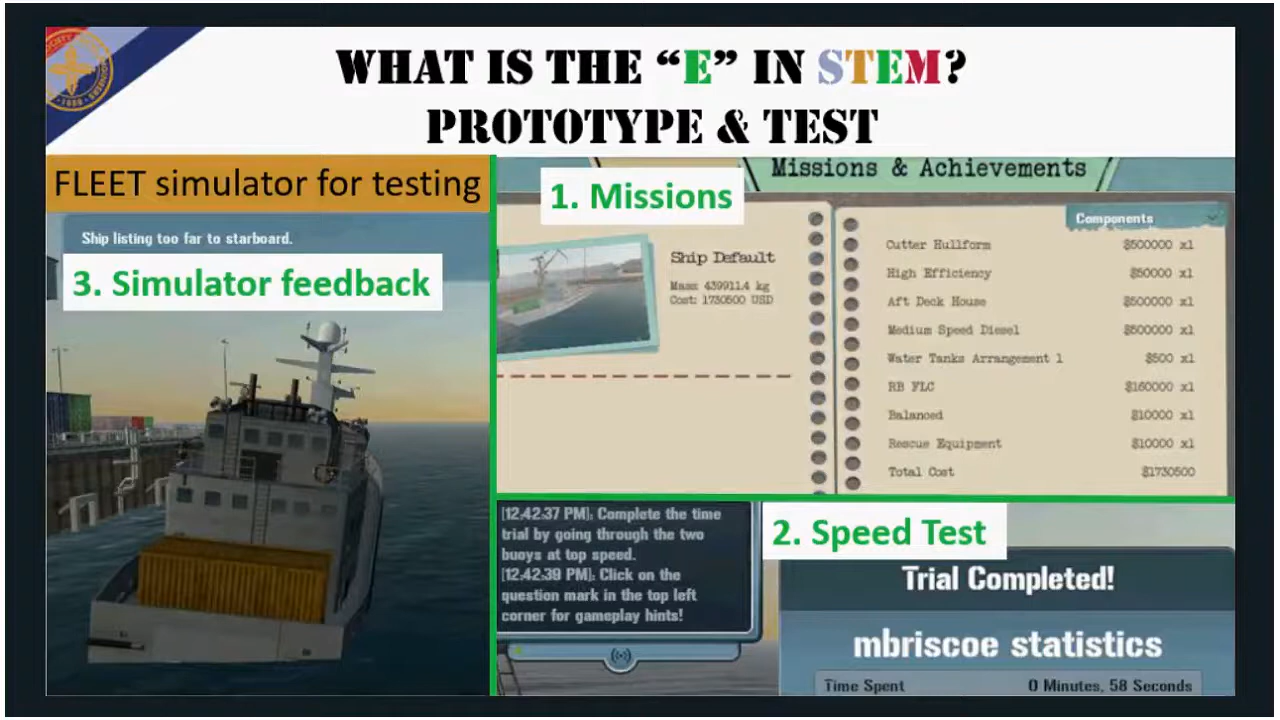 WHAT IS THE “E” IN STEM?
PROTOTYPE & TEST
FLEET simulator for testing
Ship listing too far to starboard.
3. Simulator feedback
Missions & Achievements
1. Missions
Ship Default
Mass: 439911.4 kg
Cost: 1730500 USD
Components
Cutter Hullform $500000 x1
High Efficiency $50000 x1
Aft Deck House $500000 x1
Medium Speed Diesel $500000 x1
Water Tanks Arrangement 1 $500 x1
RB FLC $160000 x1
Balanced $10000 x1
Rescue Equipment $10000 x1
Total Cost $1730500
[12:42:37 PM]: Complete the time
trial by going through the two
buoys at top speed.
[12:42:39 PM]: Click on the
question mark in the top left
corner for gameplay hints!
2. Speed Test
Trial Completed!
mbriscoe statistics
Time Spent 0 Minutes, 58 Seconds